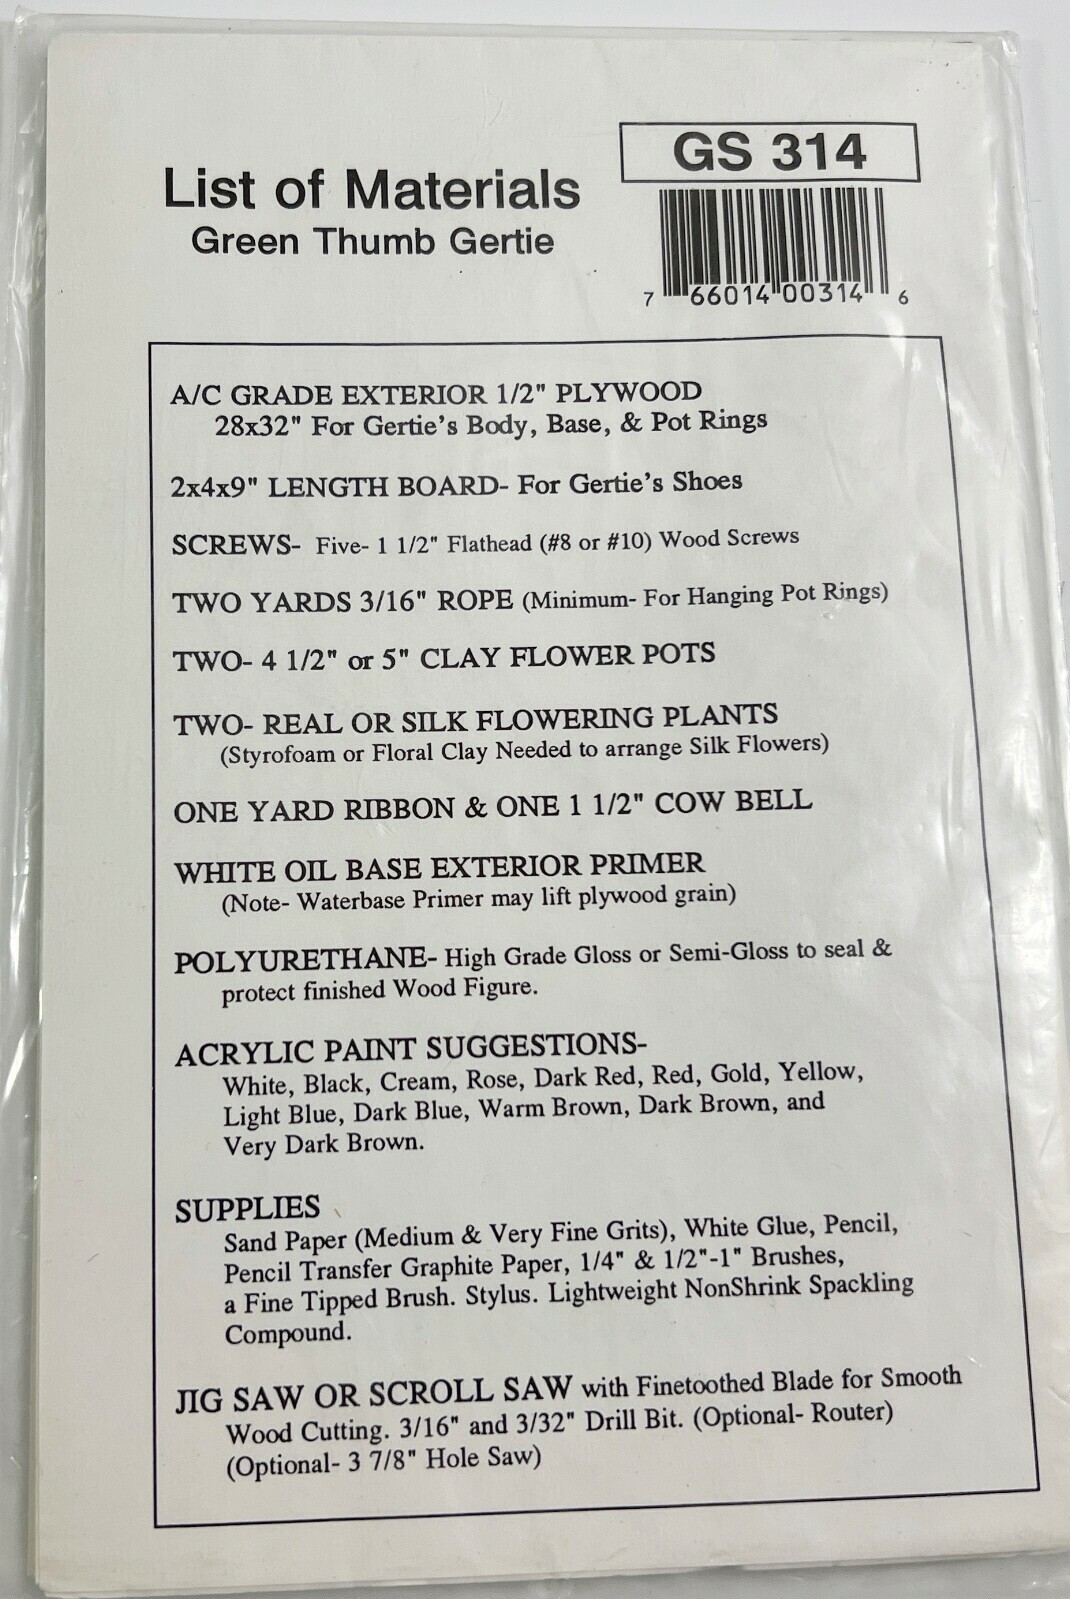 GS 314
List of Materials
Green Thumb Gertie
7 66014 00314 6
A/C GRADE EXTERIOR 1/2" PLYWOOD
28x32" For Gertie's Body, Base, & Pot Rings
2x4x9" LENGTH BOARD- For Gertie's Shoes
SCREWS- Five- 1 1/2" Flathead (#8 or #10) Wood Screws
TWO YARDS 3/16" ROPE (Minimum- For Hanging Pot Rings)
TWO- 4 1/2" or 5" CLAY FLOWER POTS
TWO- REAL OR SILK FLOWERING PLANTS
(Styrofoam or Floral Clay Needed to arrange Silk Flowers)
ONE YARD RIBBON & ONE 1 1/2" COW BELL
WHITE OIL BASE EXTERIOR PRIMER
(Note- Waterbase Primer may lift plywood grain)
POLYURETHANE- High Grade Gloss or Semi-Gloss to seal &
protect finished Wood Figure.
ACRYLIC PAINT SUGGESTIONS-
White, Black, Cream, Rose, Dark Red, Red, Gold, Yellow,
Light Blue, Dark Blue, Warm Brown, Dark Brown, and
Very Dark Brown.
SUPPLIES
Sand Paper (Medium & Very Fine Grits), White Glue, Pencil,
Pencil Transfer Graphite Paper, 1/4" & 1/2"-1" Brushes,
a Fine Tipped Brush. Stylus. Lightweight NonShrink Spackling
Compound.
JIG SAW OR SCROLL SAW with Finetoothed Blade for Smooth
Wood Cutting. 3/16" and 3/32" Drill Bit. (Optional- Router)
(Optional- 3 7/8" Hole Saw)